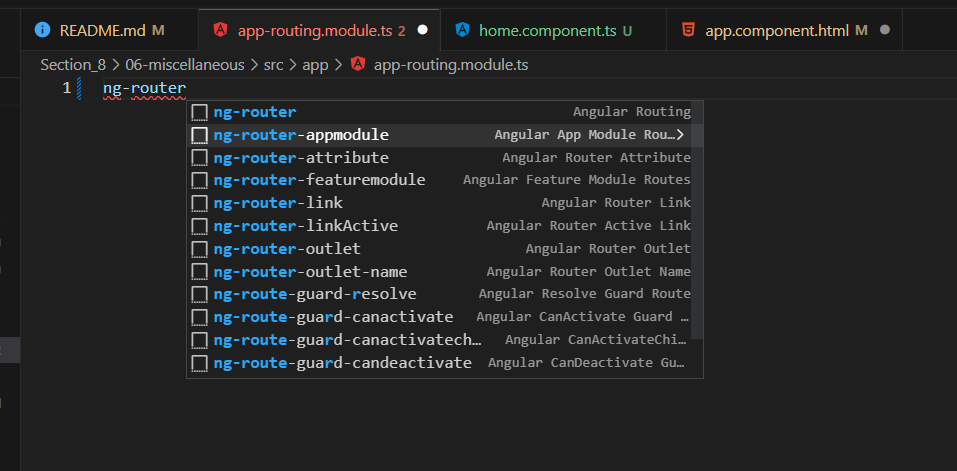 README.md M app-routing.module.ts 2 home.component.ts U app.component.html M
Section_8 > 06-miscellaneous > src > app > app-routing.module.ts
1 ng-router
ng-router Angular Routing
ng-router-appmodule Angular App Module Rou…>
ng-router-attribute Angular Router Attribute
ng-router-featuremodule Angular Feature Module Routes
ng-router-link Angular Router Link
ng-router-linkActive Angular Router Active Link
ng-router-outlet Angular Router Outlet
ng-router-outlet-name Angular Router Outlet Name
ng-route-guard-resolve Angular Resolve Guard Route
ng-route-guard-canactivate Angular CanActivate Guard …
ng-route-guard-canactivatech… Angular CanActivateChi…
ng-route-guard-candeactivate Angular CanDeactivate Gu…